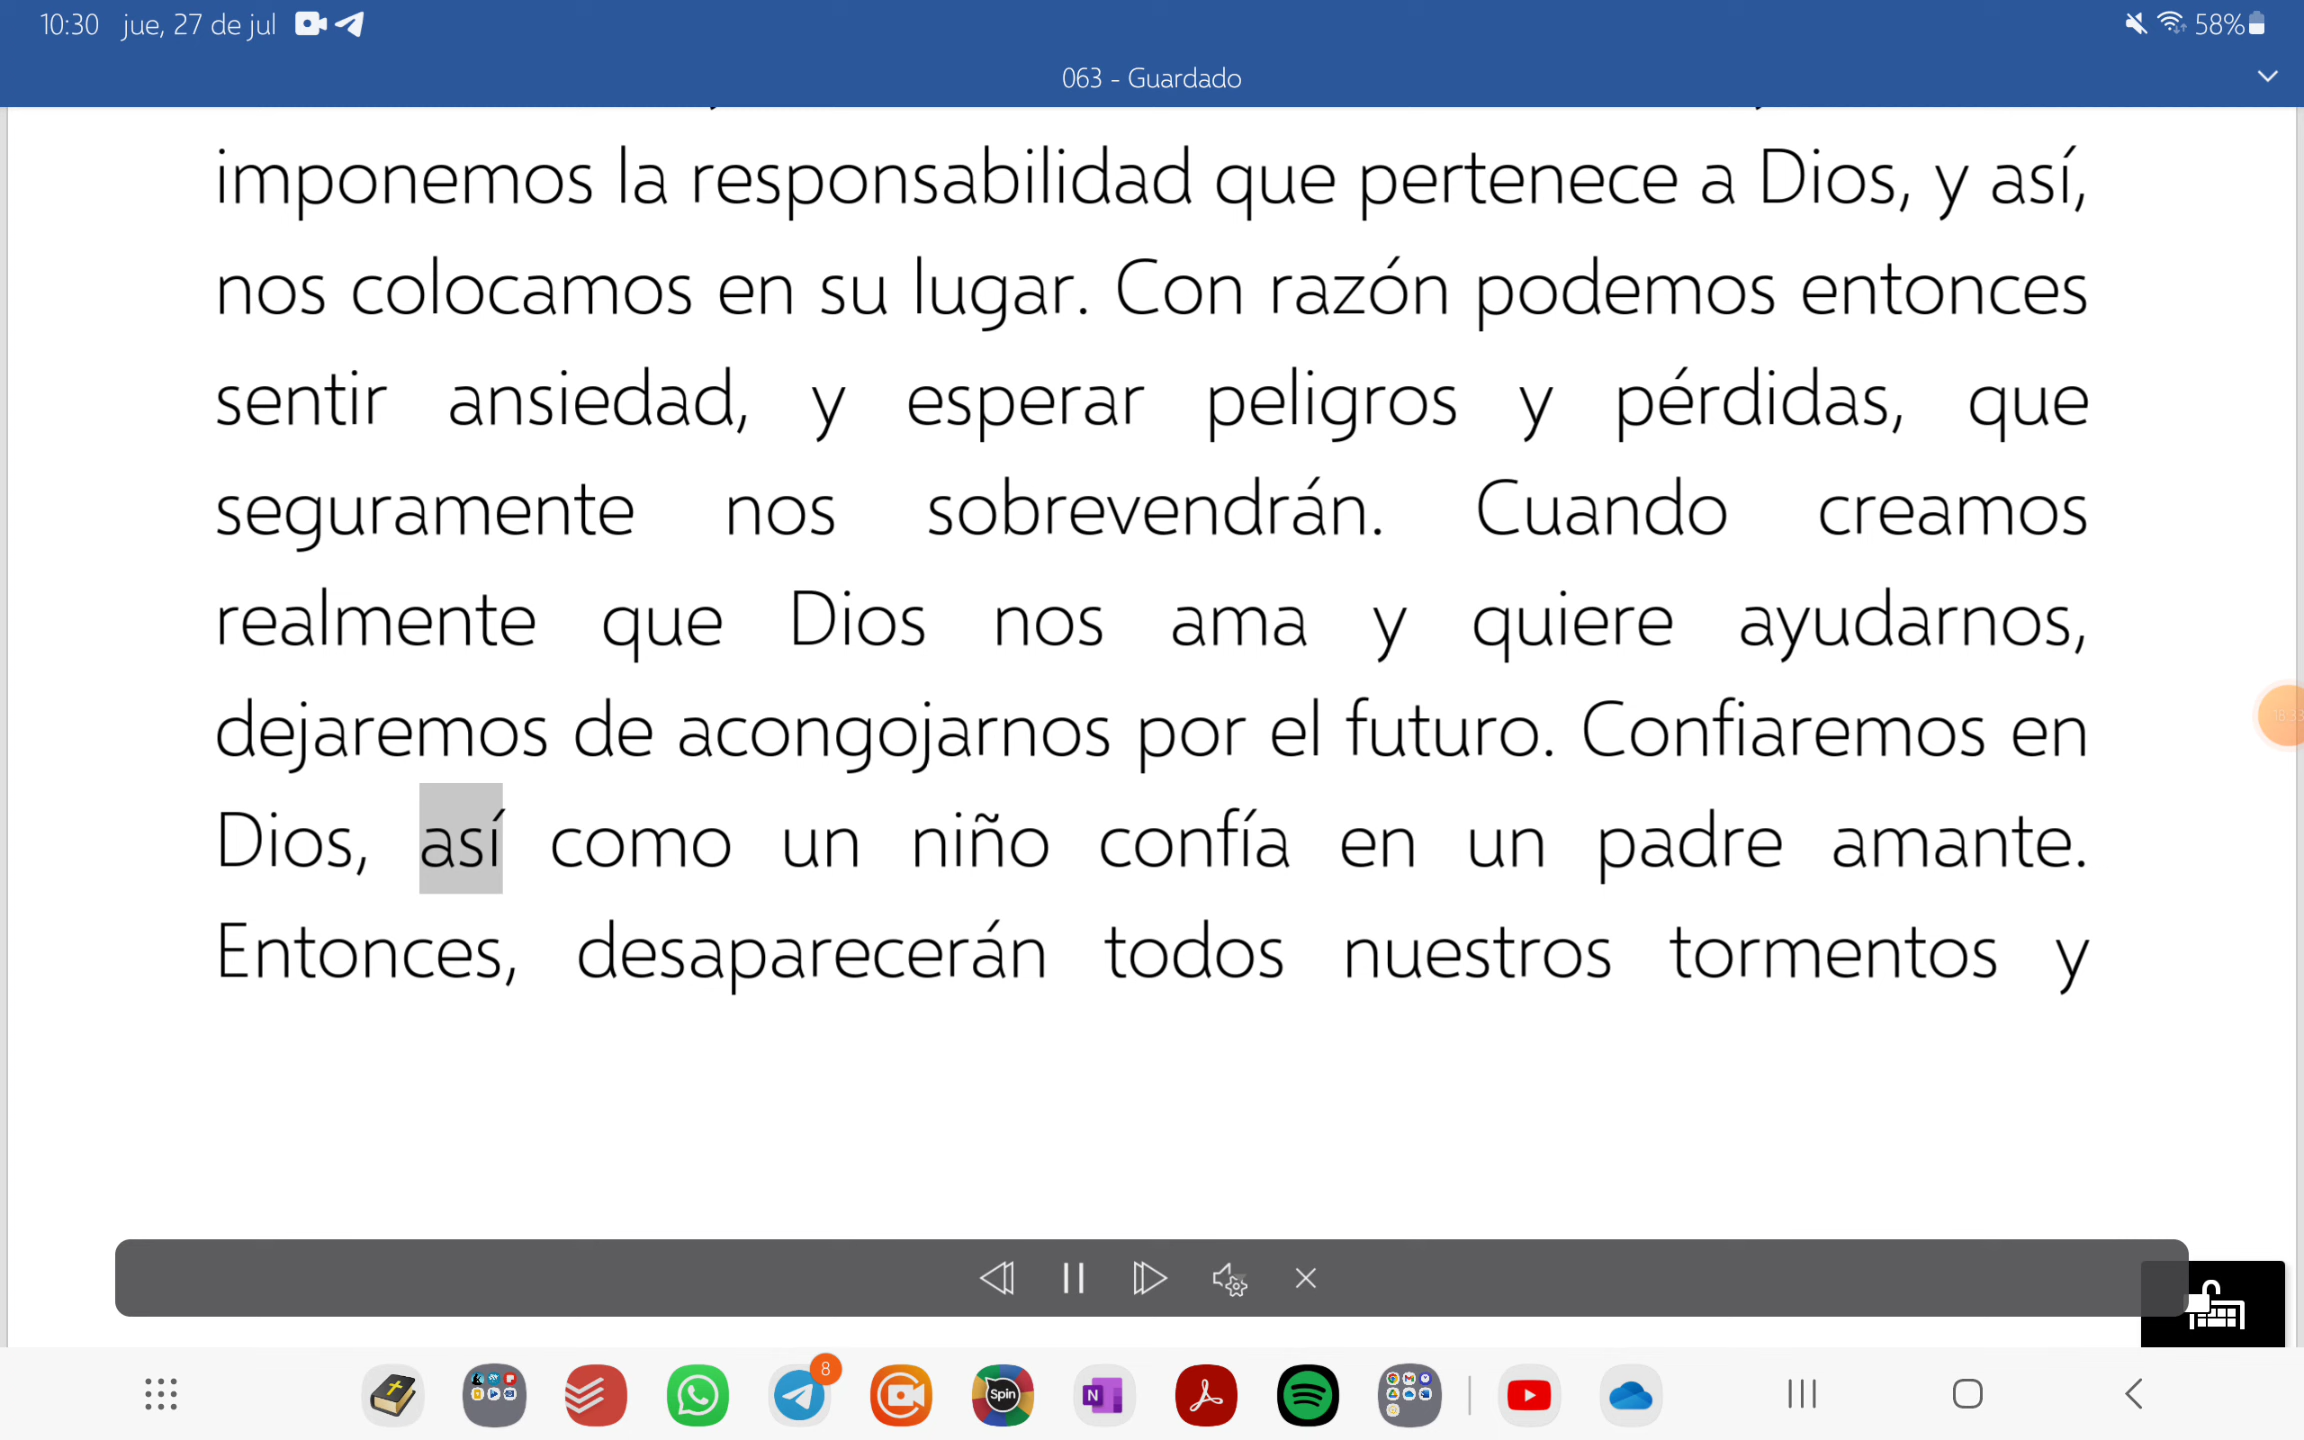 10:30 jue, 27 de jul
58%
063 - Guardado
imponemos la responsabilidad que pertenece a Dios, y así,
nos colocamos en su lugar. Con razón podemos entonces
sentir ansiedad, y esperar peligros y pérdidas, que
seguramente nos sobrevendrán. Cuando creamos
realmente que Dios nos ama y quiere ayudarnos,
dejaremos de acongojarnos por el futuro. Confiaremos en
Dios, así como un niño confía en un padre amante.
Entonces, desaparecerán todos nuestros tormentos y
8
Spin
N